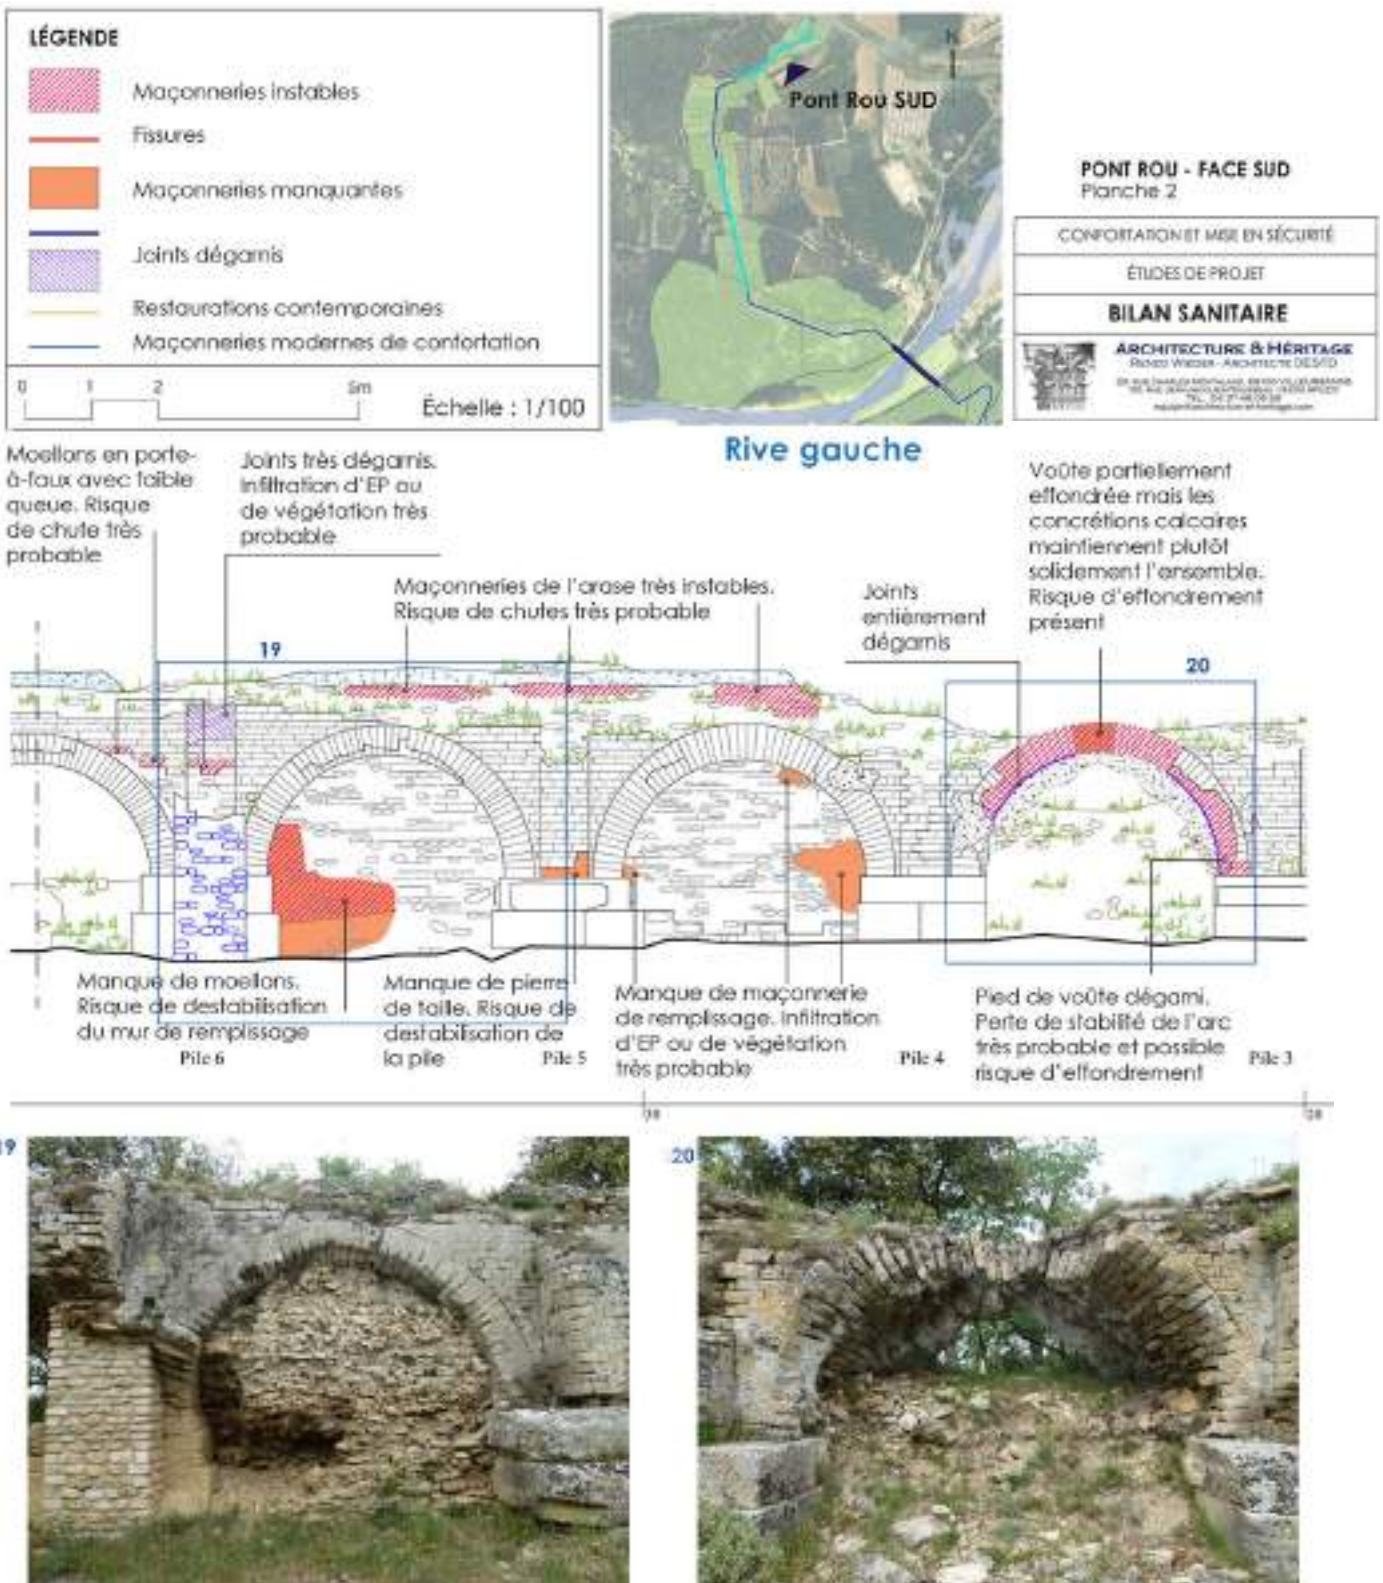 LÉGENDE
Maçonneries instables
Fissures
Maçonneries manquantes
Joints dégarnis
Restaurations contemporaines
Maçonneries modernes de confortation
0 1 2 5m
Échelle : 1/100
N
Pont Rou SUD
Rive gauche
PONT ROU - FACE SUD
Planche 2
CONFORTATION ET MISE EN SÉCURITÉ
ÉTUDES DE PROJET
BILAN SANITAIRE
ARCHITECTURE & HÉRITAGE
Moellons en porte-
à-faux avec faible
queue. Risque
de chute très
probable
Joints très dégarnis.
Infiltration d'EP ou
de végétation très
probable
Maçonneries de l'arase très instables.
Risque de chutes très probable
Joints
entièrement
dégarnis
Voûte partiellement
effondrée mais les
concrétions calcaires
maintiennent plutôt
solidement l'ensemble.
Risque d'effondrement
présent
19
20
Manque de moellons.
Risque de destabilisation
du mur de remplissage
Pile 6
Manque de pierre
de taille. Risque de
destabilisation de
la pile
Pile 5
Manque de maçonnerie
de remplissage. Infiltration
d'EP ou de végétation
très probable
Pile 4
Pied de voûte dégarni.
Perte de stabilité de l'arc
très probable et possible
risque d'effondrement
Pile 3
19
20